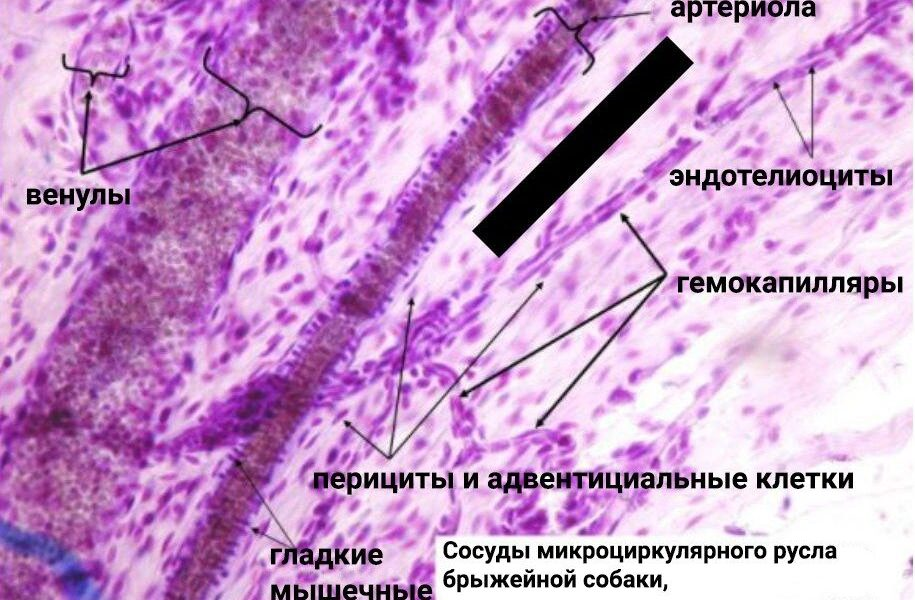 артериола
венулы
эндотелиоциты
гемокапилляры
перициты и адвентициальные клетки
гладкие
мышечные
Сосуды микроциркулярного русла
брыжейной собаки,